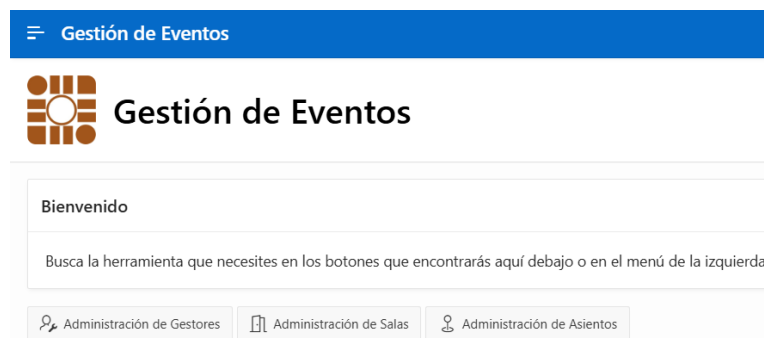 Gestión de Eventos
Gestión de Eventos
Bienvenido
Busca la herramienta que necesites en los botones que encontrarás aquí debajo o en el menú de la izquierda
Administración de Gestores Administración de Salas Administración de Asientos